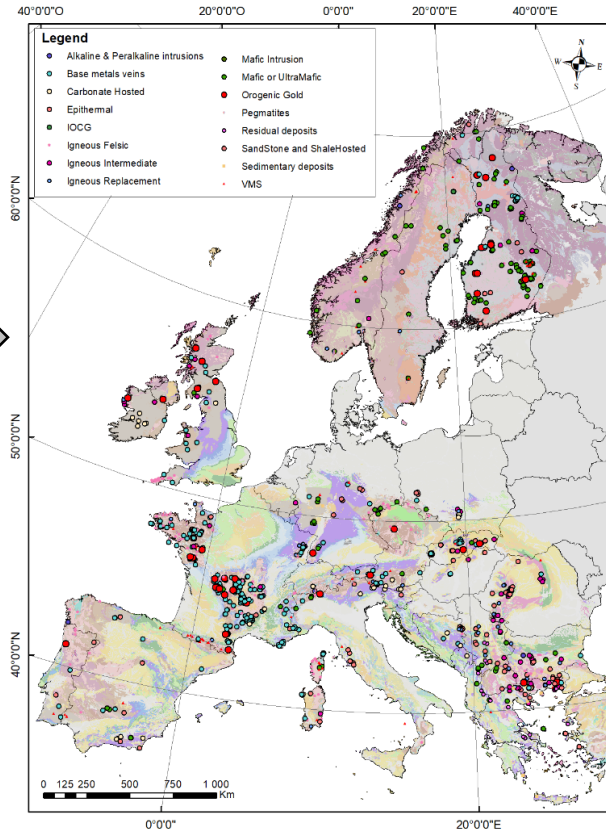 40°0'0"W 20°0'0"W 0°0'0" 20°0'0"E 40°0'0"E
Legend
Alkaline & Peralkaline intrusions
Base metals veins
Carbonate Hosted
Epithermal
IOCG
Igneous Felsic
Igneous Intermediate
Igneous Replacement
Mafic Intrusion
Mafic or UltraMafic
Orogenic Gold
Pegmatites
Residual deposits
SandStone and ShaleHosted
Sedimentary deposits
VMS
N
W E
S
60°0'0"N
50°0'0"N
40°0'0"N
0 125 250 500 750 1 000
Km
0°0'0" 20°0'0"E